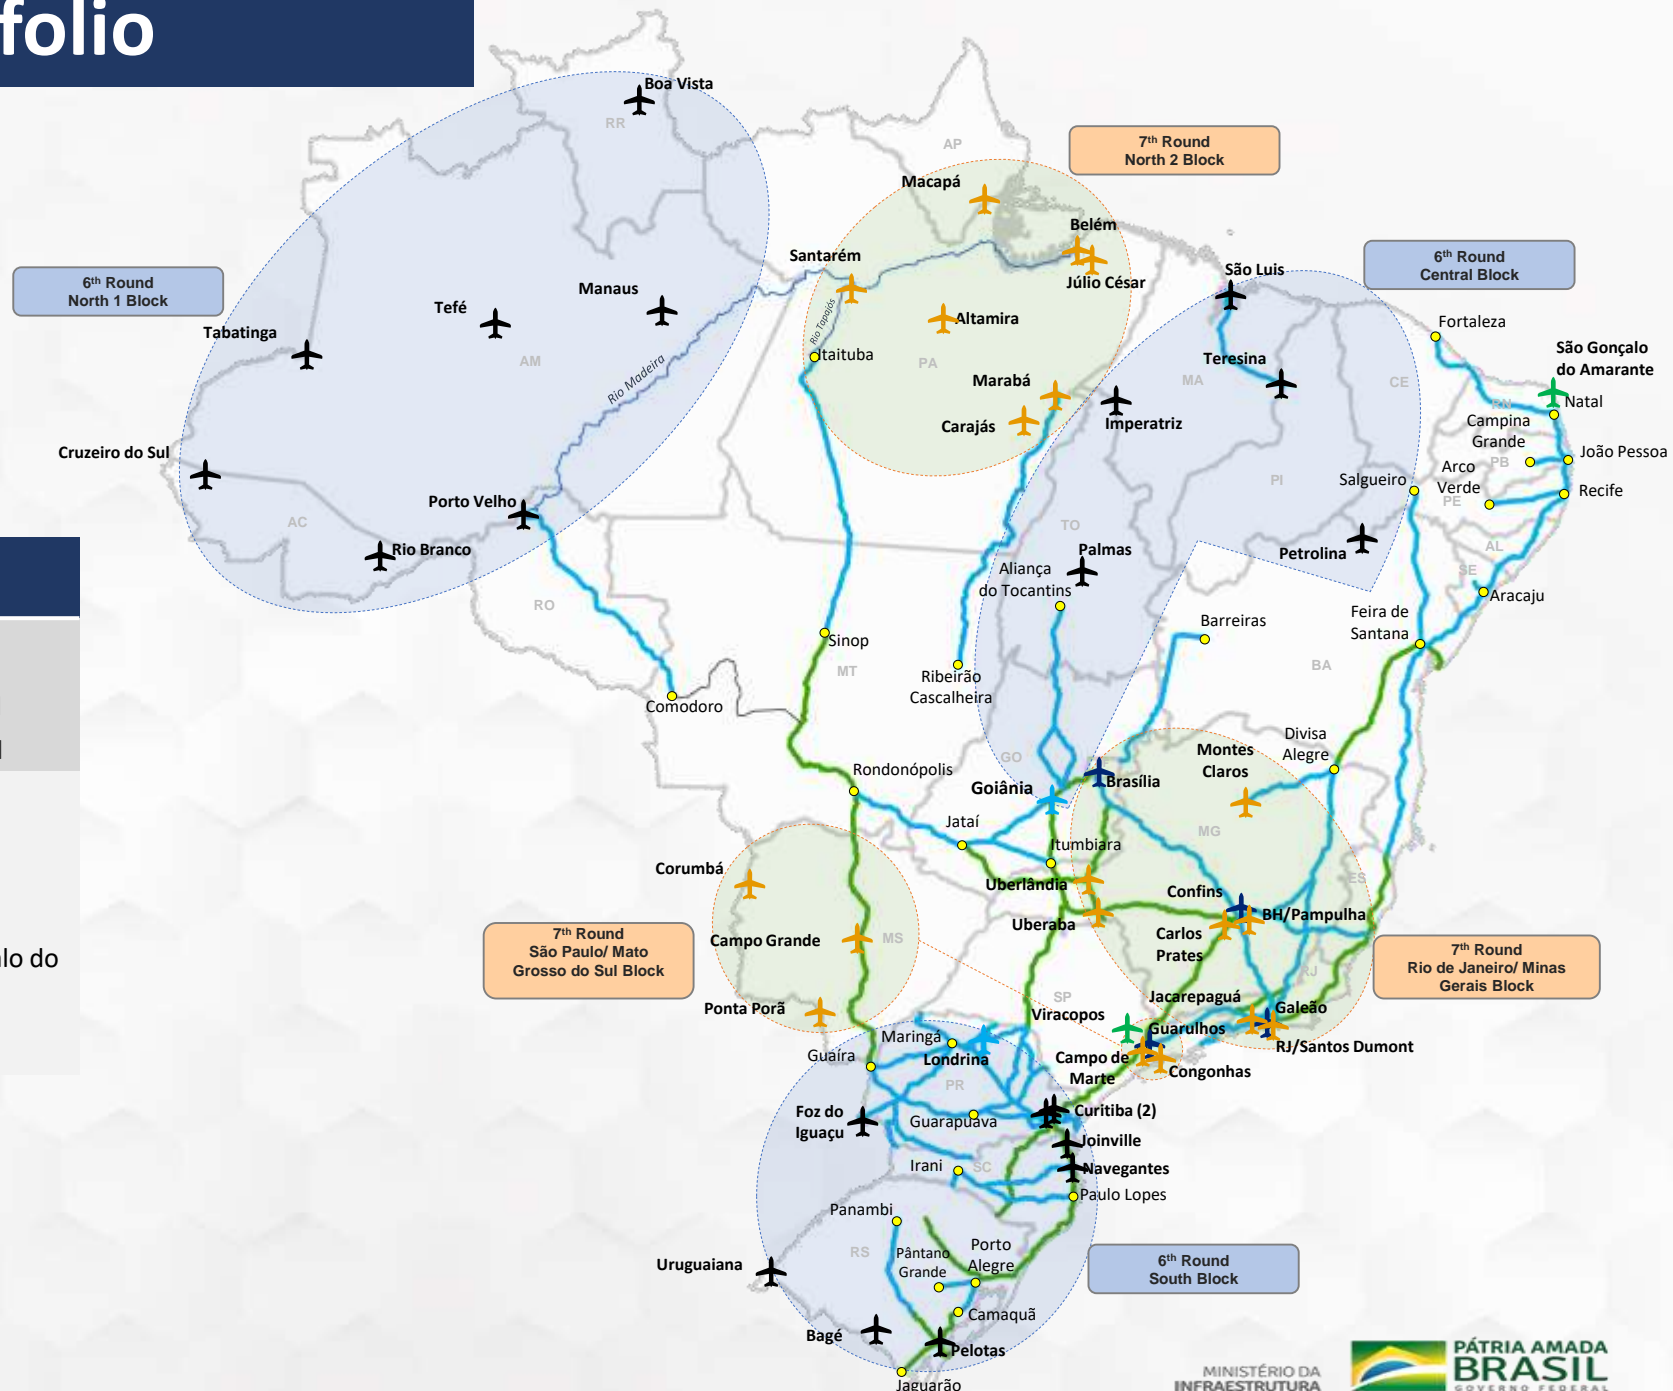 folio
Boa Vista
RR
AP
7th Round
North 2 Block
Macapá
Belém
Santarém
Júlio César
São Luis
6th Round
Central Block
6th Round
North 1 Block
Tefé
Manaus
Tabatinga
AM
Rio Madeira
Rio Tapajós
Altamira
Itaituba
PA
Fortaleza
São Gonçalo
do Amarante
Teresina
MA
CE
Marabá
Carajás
Imperatriz
RN
Natal
Campina
Grande
PB
João Pessoa
Arco
Verde
PE
Recife
Salgueiro
PI
Cruzeiro do Sul
Porto Velho
AC
Rio Branco
TO
Palmas
Petrolina
AL
SE
Aracaju
Aliança
do Tocantins
RO
Barreiras
Feira de
Santana
Sinop
MT
BA
Ribeirão
Cascalheira
Comodoro
Divisa
Alegre
Montes
Claros
GO
Rondonópolis
Goiânia
Brasília
Jataí
MG
Itumbiara
Corumbá
Uberlândia
Confins
ES
Uberaba
BH/Pampulha
Carlos
Prates
7th Round
São Paulo/ Mato
Grosso do Sul Block
Campo Grande
MS
alo do
7th Round
Rio de Janeiro/ Minas
Gerais Block
RJ
SP
Jacarepaguá
Galeão
Ponta Porã
Viracopos
Guarulhos
RJ/Santos Dumont
Maringá
Londrina
Guaíra
Campo de
Marte
Congonhas
PR
Foz do
Iguaçu
Guarapuava
Curitiba (2)
Joinville
Irani
SC
Navegantes
Paulo Lopes
Panambi
RS
Pântano
Grande
Porto
Alegre
Uruguaiana
6th Round
South Block
Camaquã
Bagé
Pelotas
Jaguarão
MINISTÉRIO DA
INFRAESTRUTURA
PÁTRIA AMADA
BRASIL
GOVERNO FEDERAL